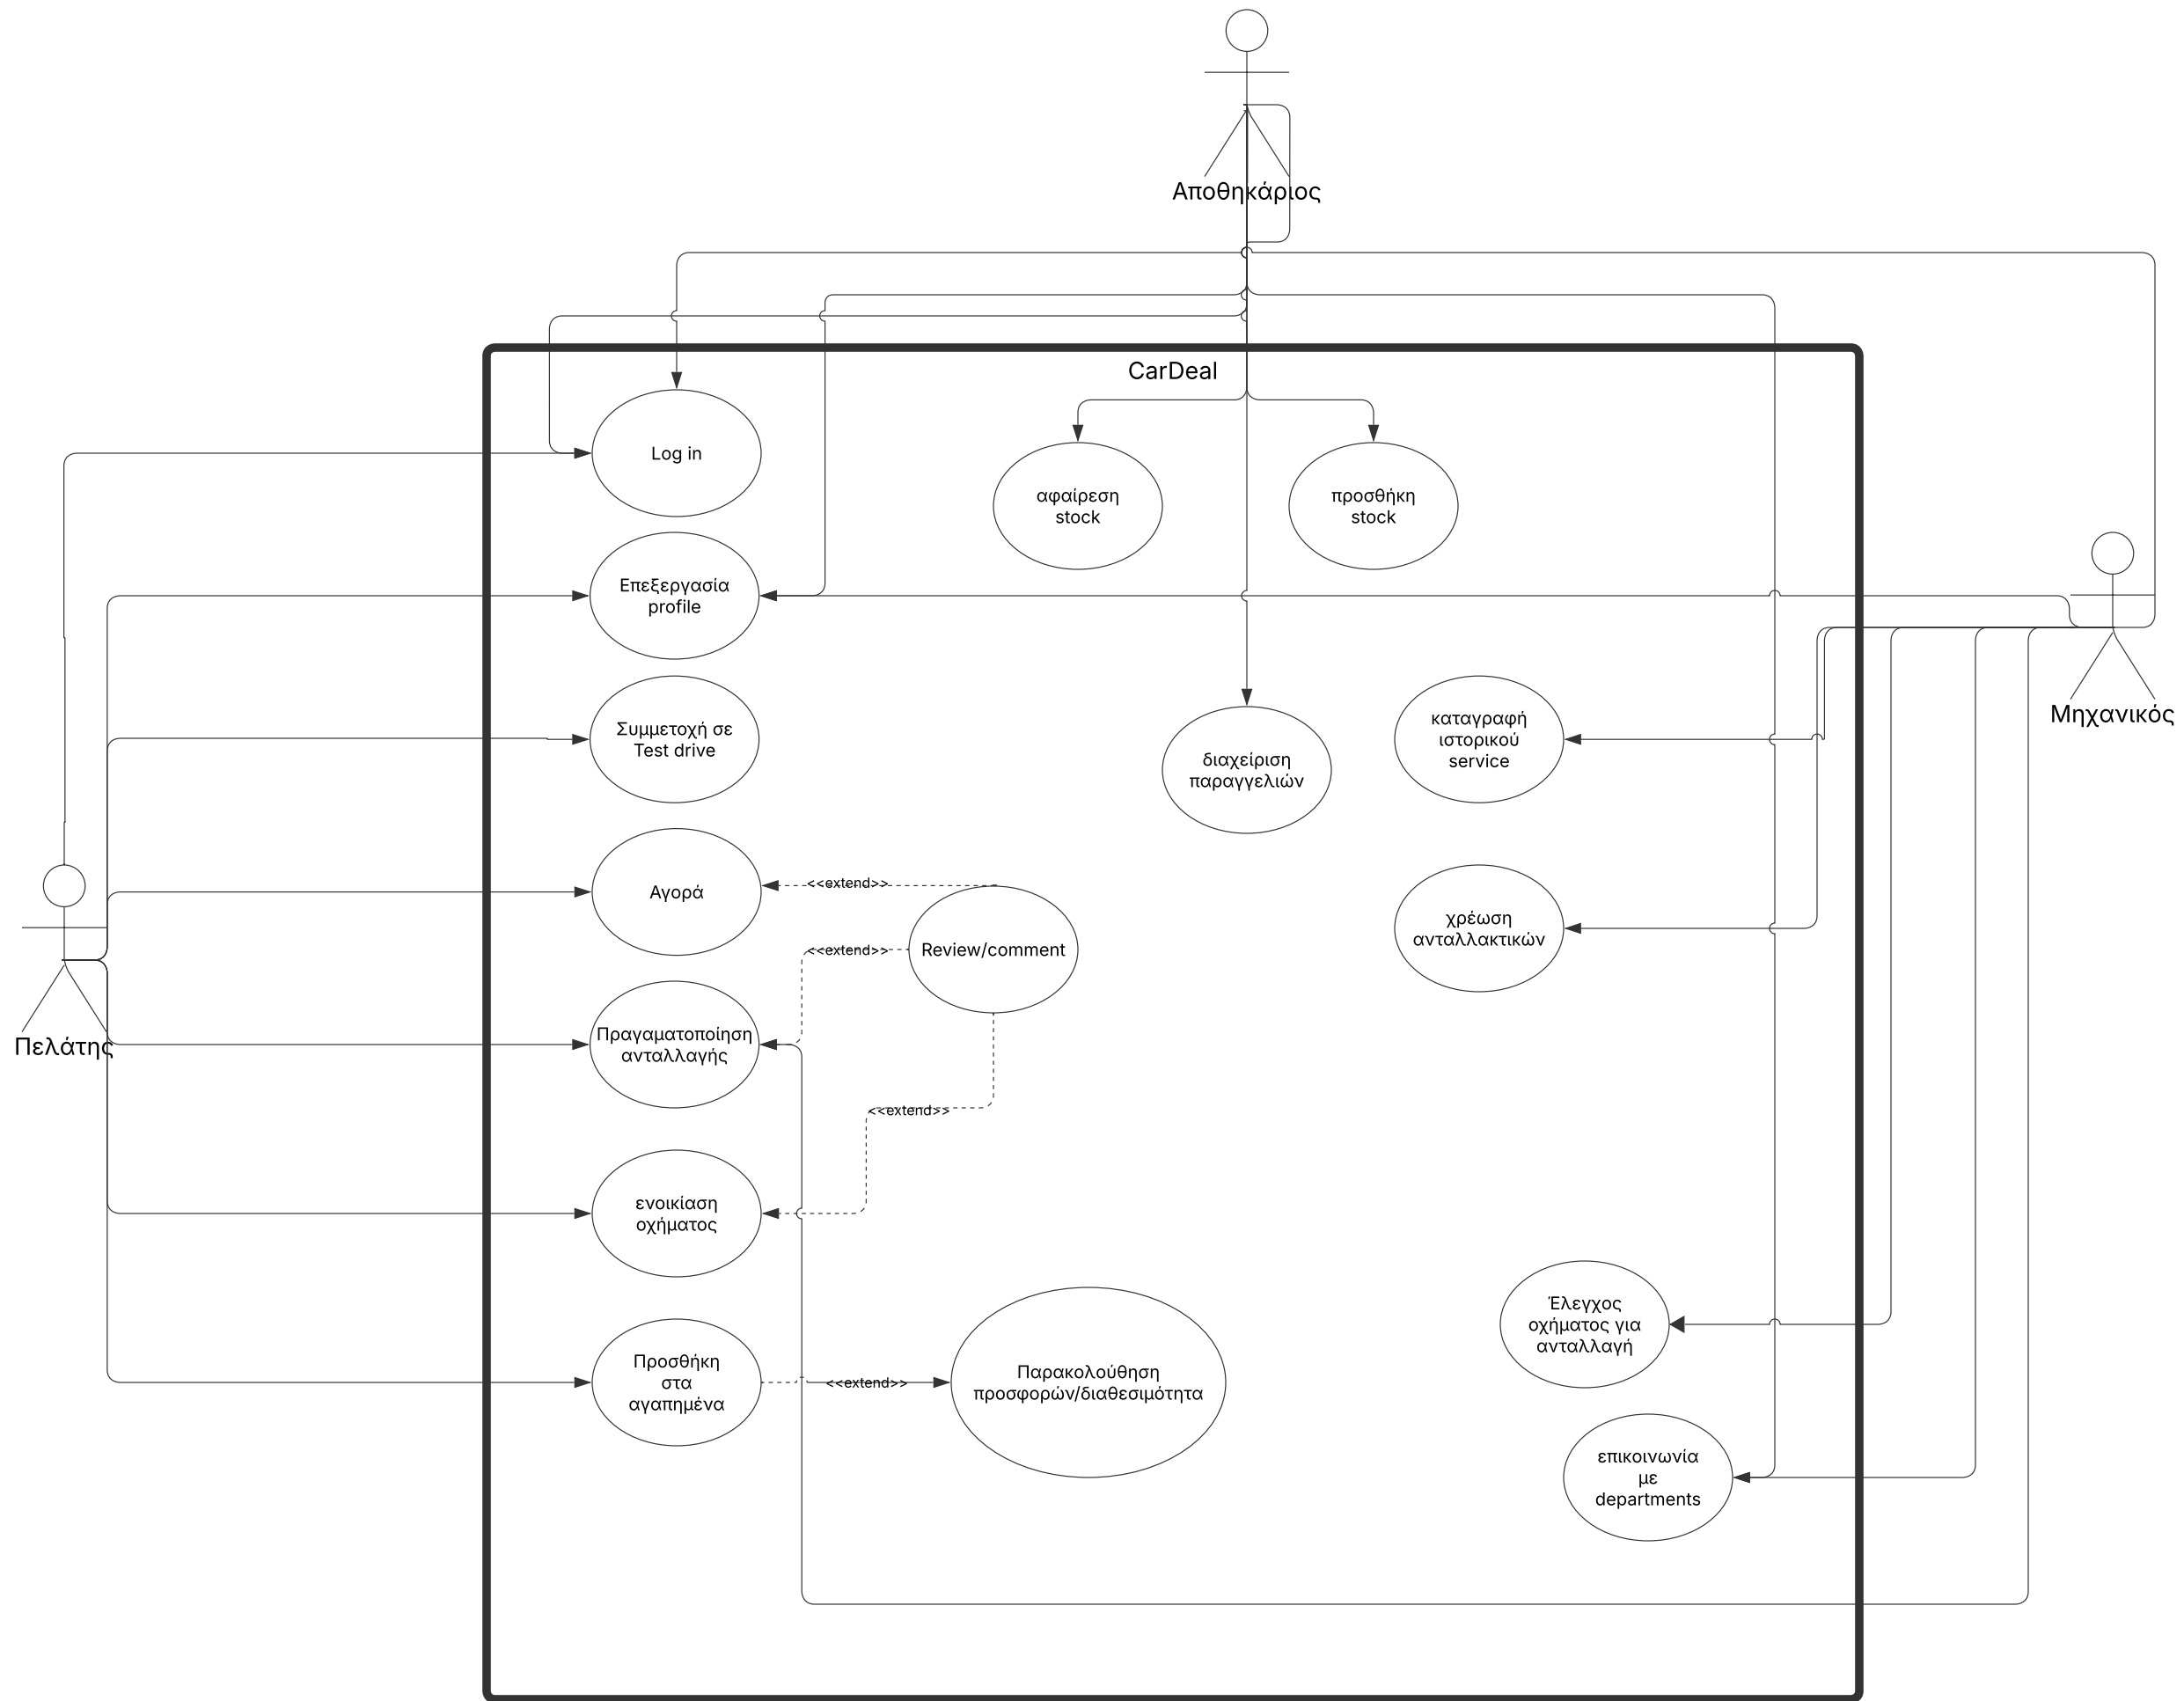 Αποθηκάριος
CarDeal
Log in
αφαίρεση
stock
προσθήκη
stock
Επεξεργασία
profile
Μηχανικός
Συμμετοχή σε
Test drive
διαχείριση
παραγγελιών
καταγραφή
ιστορικού
service
Αγορά
<<extend>>
Review/comment
<<extend>>
χρέωση
ανταλλακτικών
Πελάτης
Πραγαματοποίηση
ανταλλαγής
<<extend>>
ενοικίαση
οχήματος
Έλεγχος
οχήματος για
ανταλλαγή
Προσθήκη
στα
αγαπημένα
<<extend>>
Παρακολούθηση
προσφορών/διαθεσιμότητα
επικοινωνία
με
departments